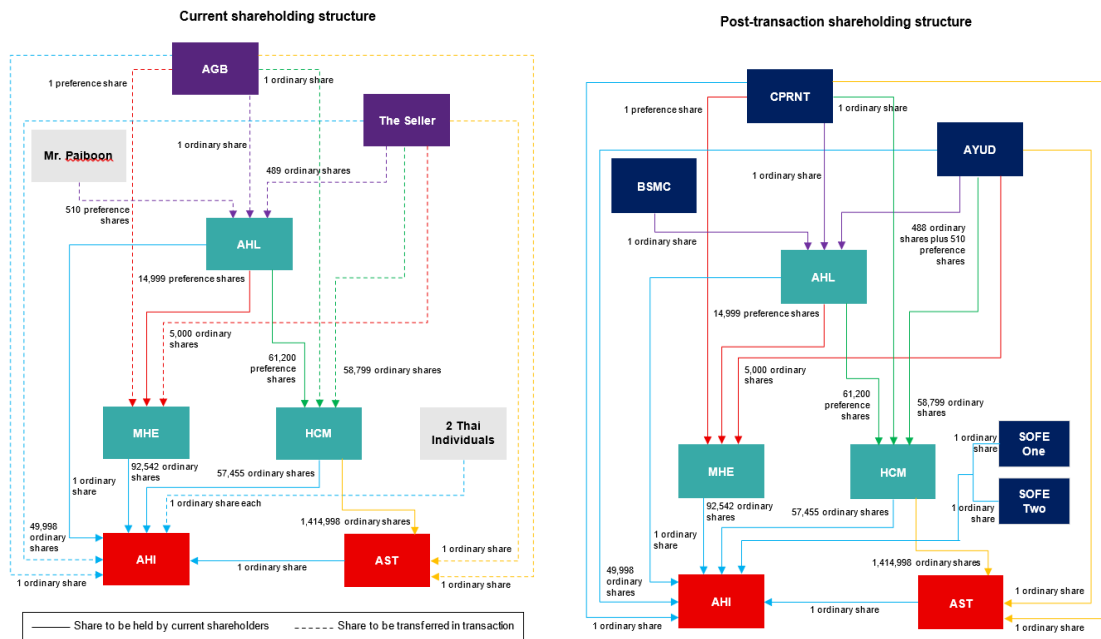 Current shareholding structure
AGB
1 preference share
1 ordinary share
The Seller
Mr. Paiboon
1 ordinary share
489 ordinary shares
510 preference
shares
AHL
14,999 preference shares
5,000 ordinary
shares
61,200
preference
shares
58,799 ordinary shares
MHE
HCM
2 Thai
Individuals
92,542 ordinary
shares
57,455 ordinary shares
1 ordinary
share
1 ordinary share each
1,414,998 ordinary shares
49,998
ordinary
shares
AHI
AST
1 ordinary share
1 ordinary share
1 ordinary share
1 ordinary share
Share to be held by current shareholders
Share to be transferred in transaction
Post-transaction shareholding structure
CPRNT
1 preference share
1 ordinary share
AYUD
BSMC
1 ordinary share
1 ordinary share
488 ordinary
shares plus 510
preference
shares
AHL
14,999 preference shares
5,000 ordinary
shares
61,200
preference
shares
58,799 ordinary
shares
MHE
HCM
1 ordinary
share
SOFE
One
1 ordinary
share
SOFE
Two
92,542 ordinary
shares
57,455 ordinary shares
1 ordinary
share
1,414,998 ordinary shares
49,998
ordinary
shares
AHI
AST
1 ordinary share
1 ordinary share
1 ordinary share
1 ordinary share